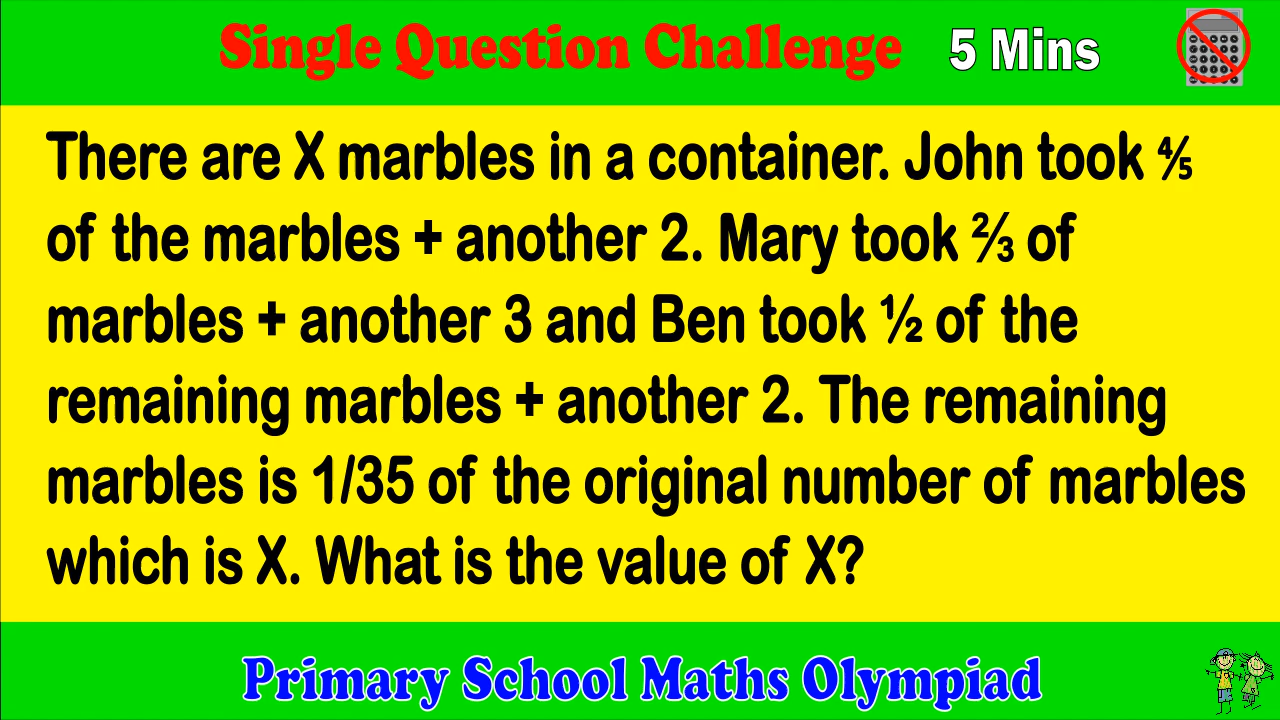 Single Question Challenge 5 Mins
There are X marbles in a container. John took ⅘
of the marbles + another 2. Mary took ⅔ of
marbles + another 3 and Ben took ½ of the
remaining marbles + another 2. The remaining
marbles is 1/35 of the original number of marbles
which is X. What is the value of X?
Primary School Maths Olympiad